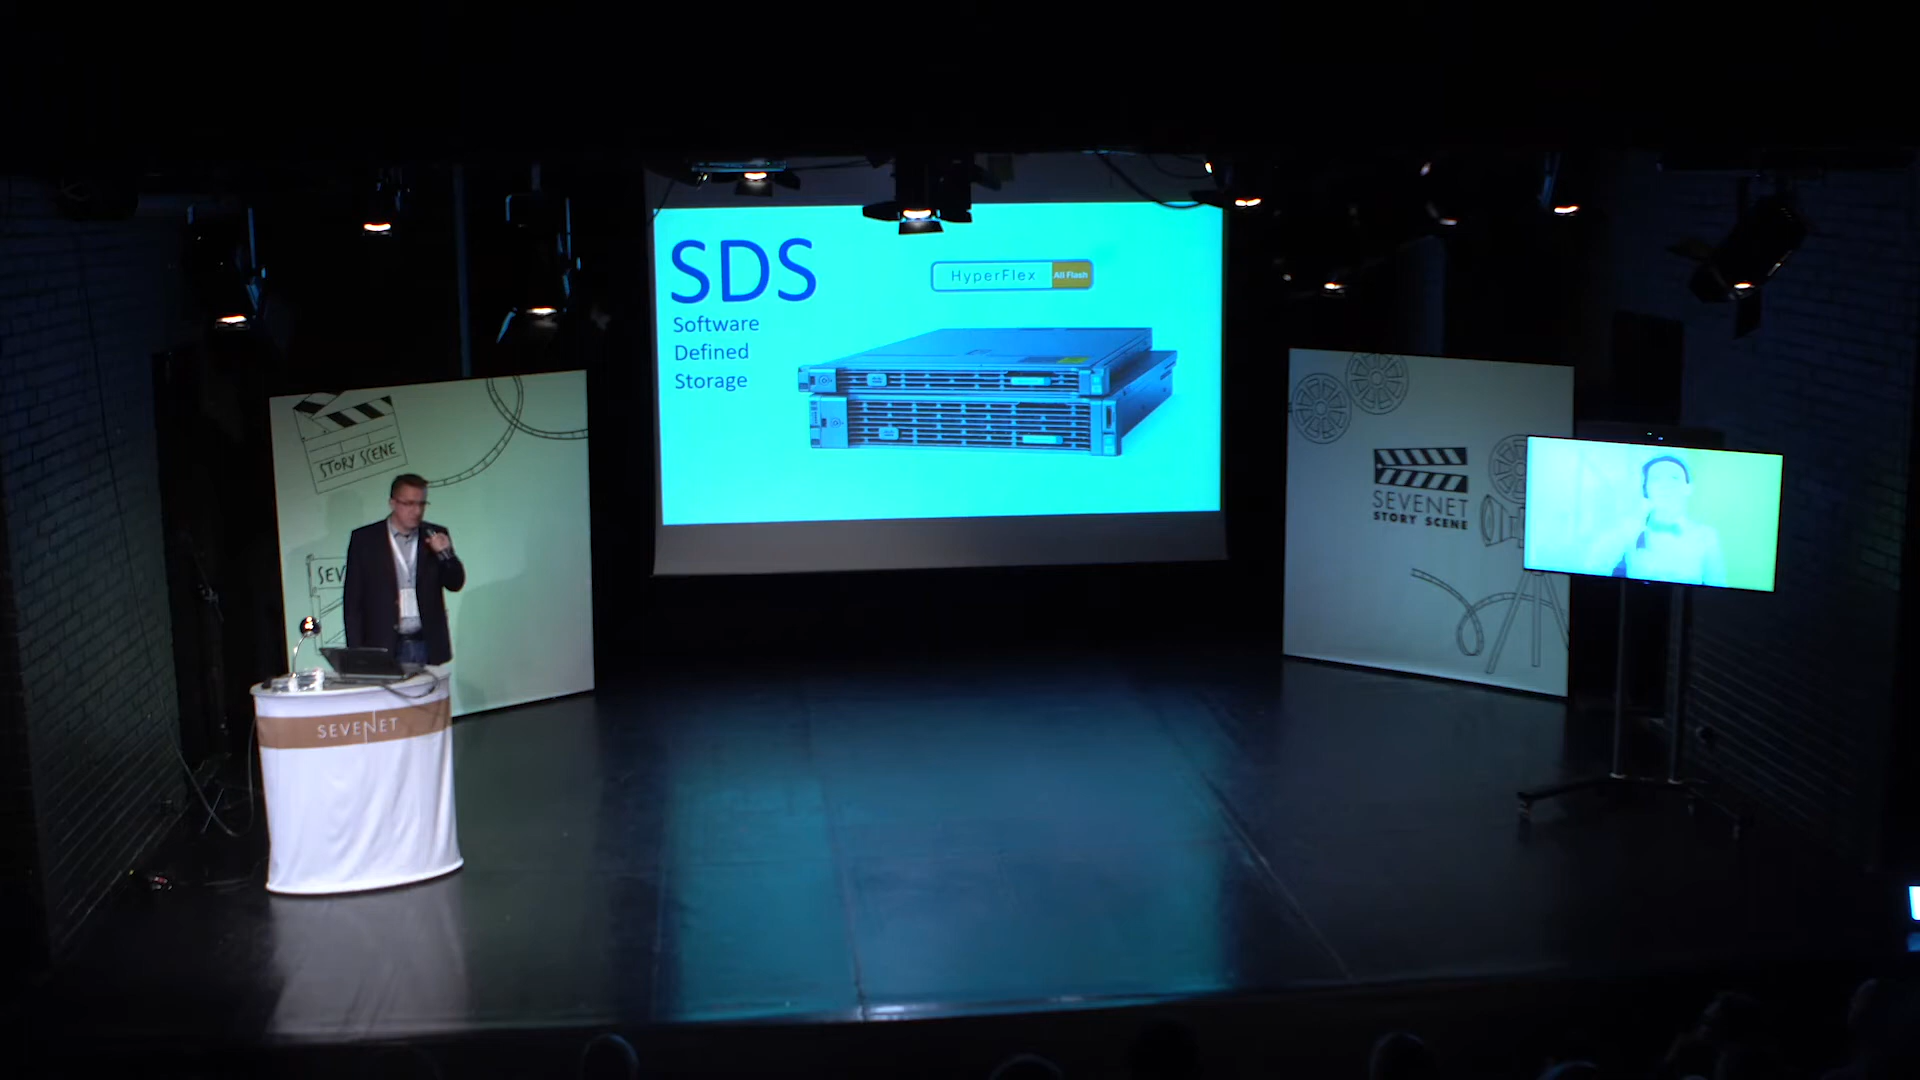 SDS
Software
Defined
Storage
HyperFlex All Flash
STORY SCENE
SEV
SEVENET
SEVENET
STORY SCENE